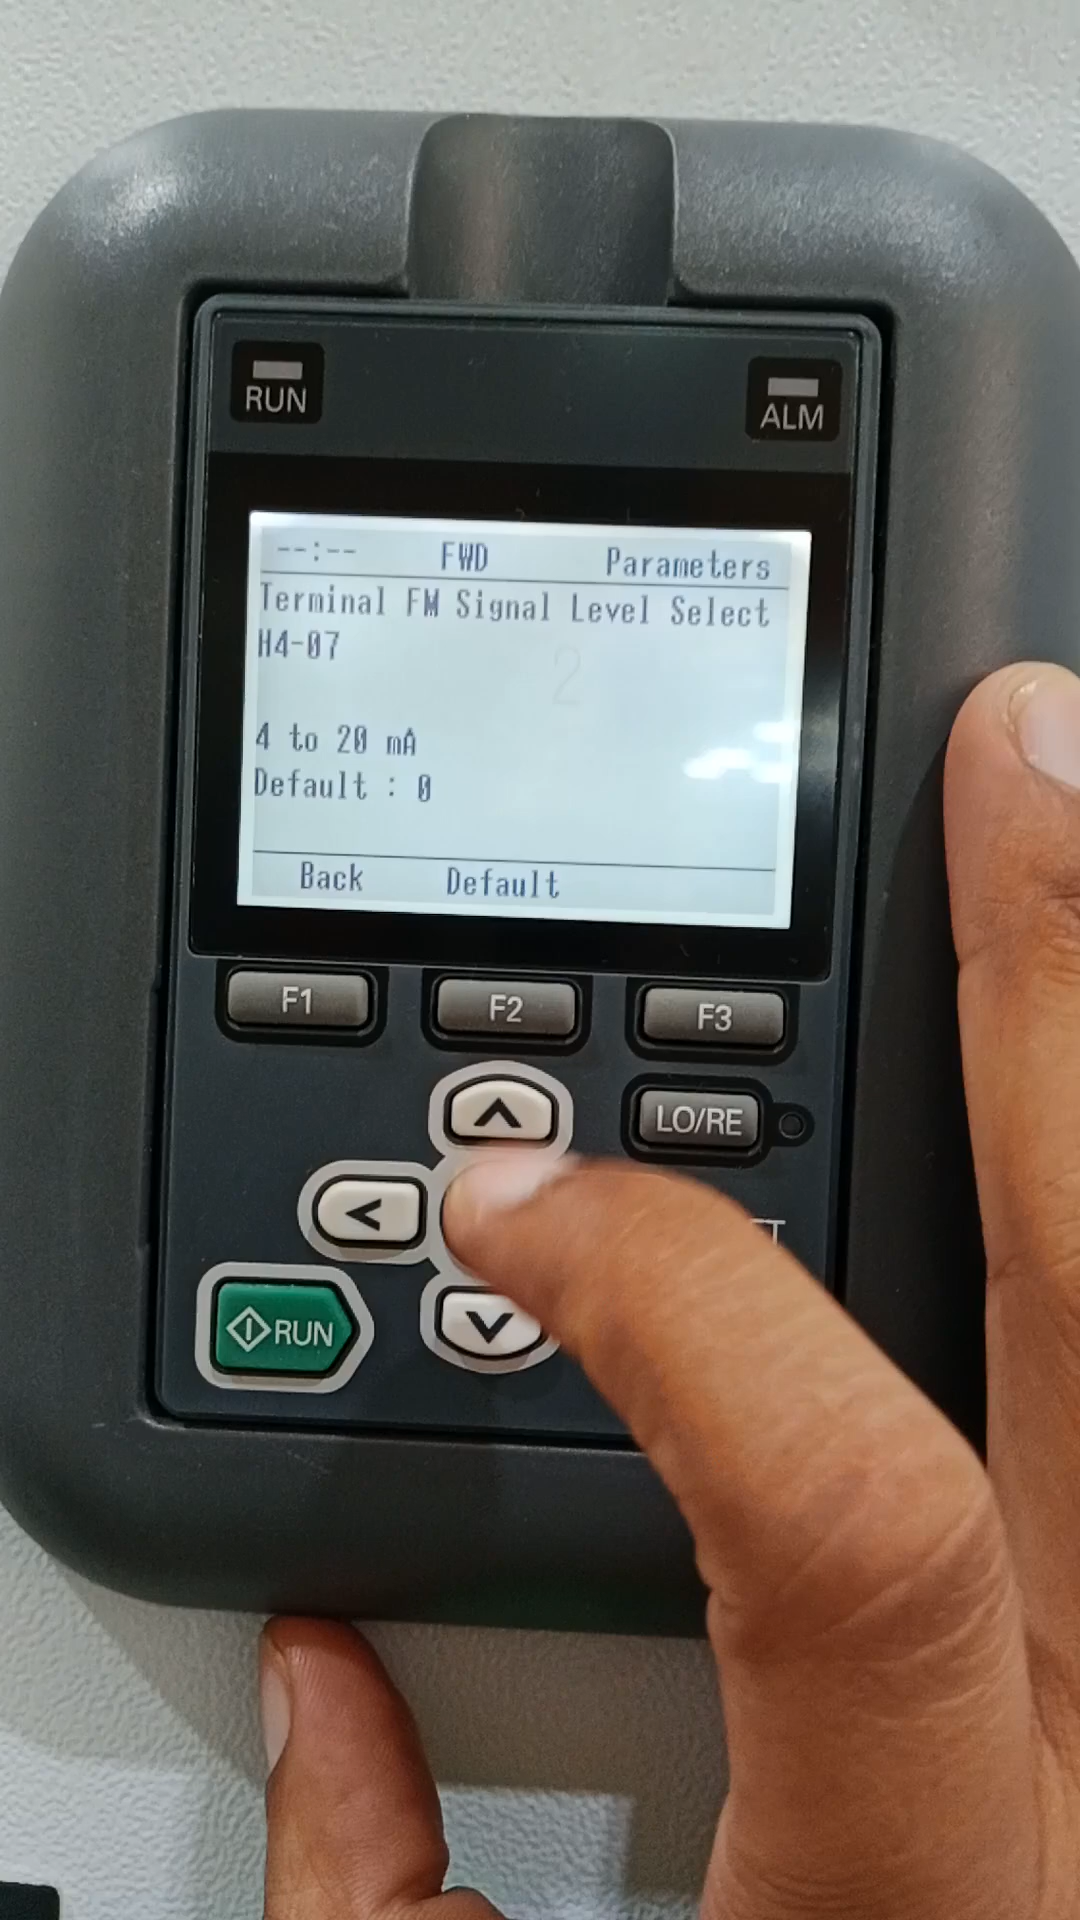 RUN
ALM
--:-- FWD Parameters
Terminal FM Signal Level Select
H4-07
2
4 to 20 mA
Default : 0
Back Default
F1 F2 F3
LO/RE
RUN